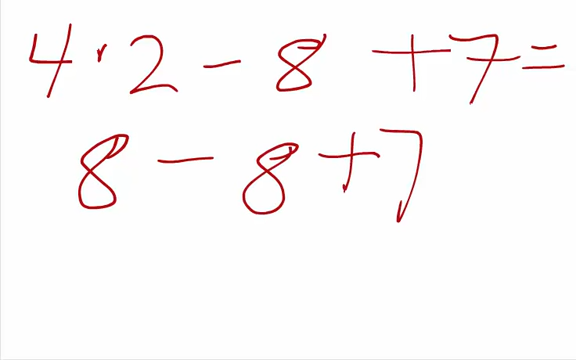 4·2 - 8 + 7 =
8 - 8 + 7